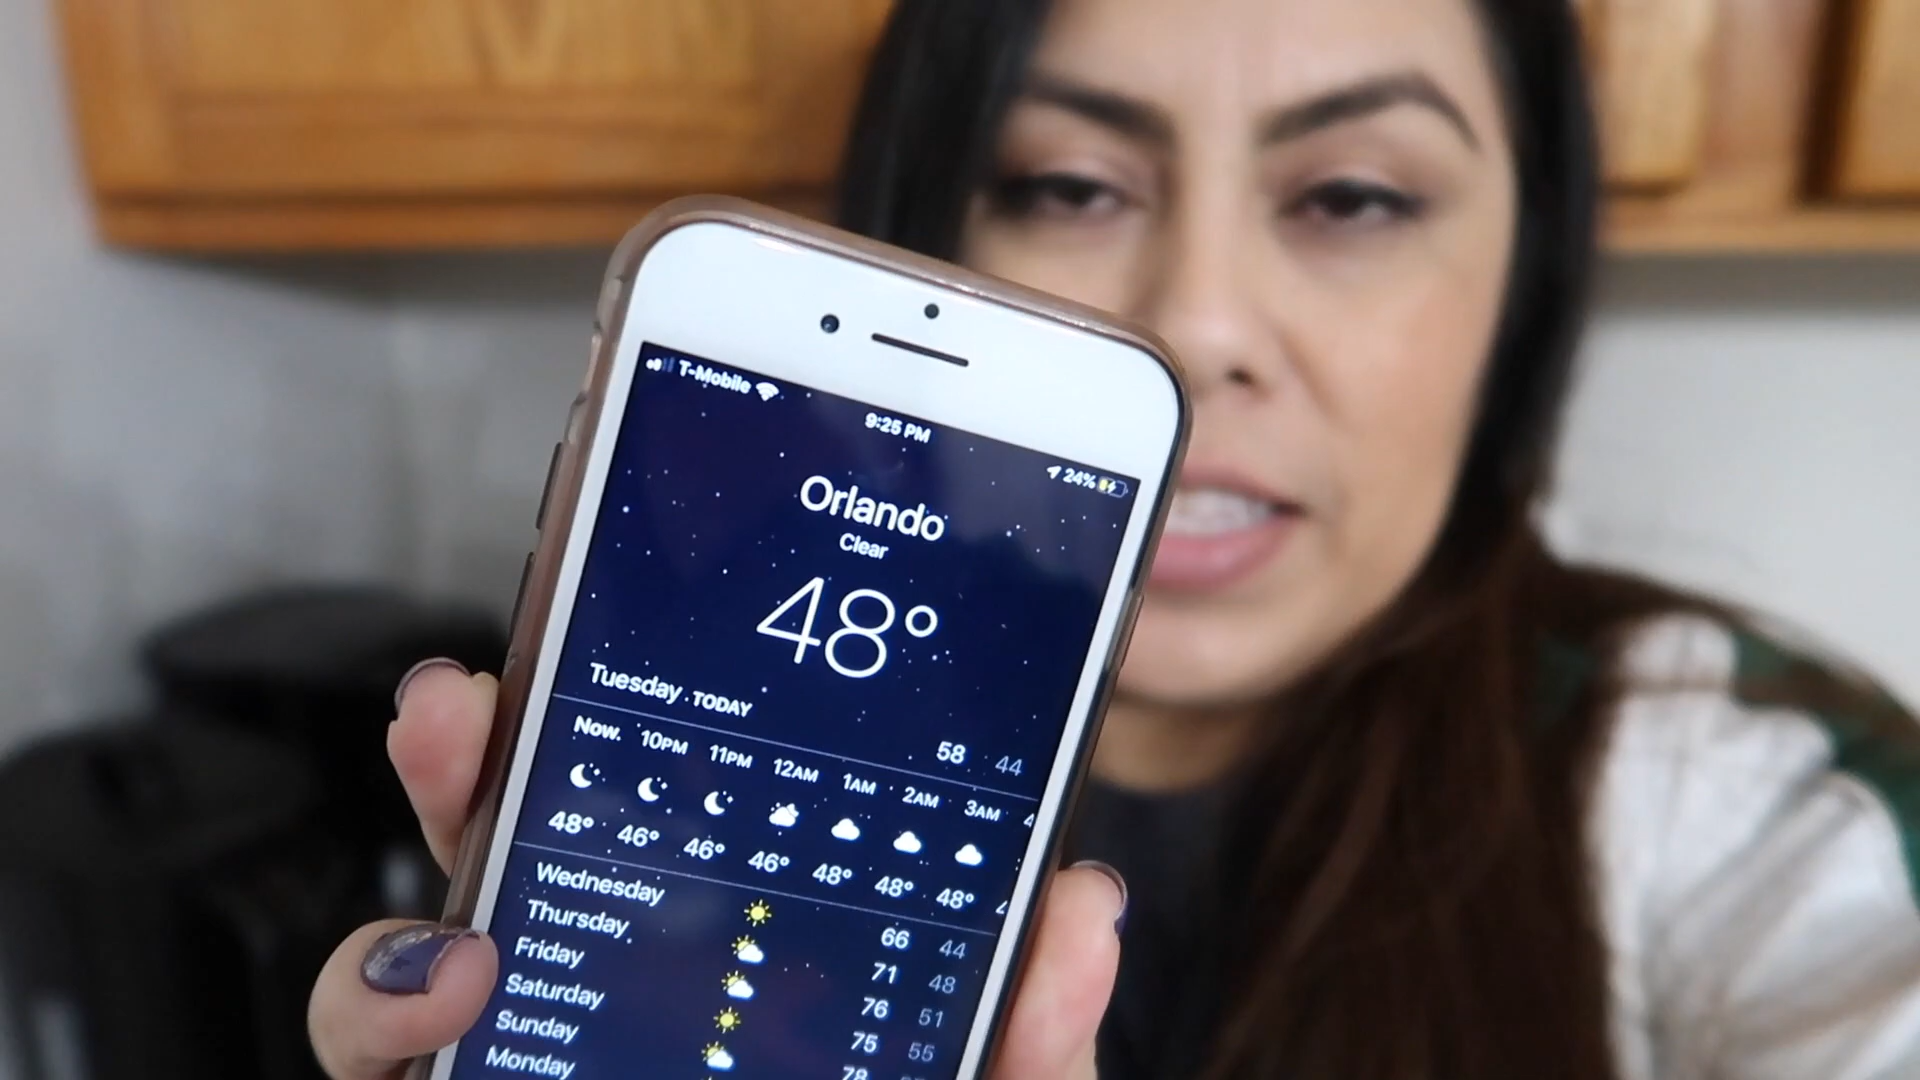 T-Mobile
9:25 PM
24%
Orlando
Clear
48°
Tuesday TODAY 58 44
Now 10PM 11PM 12AM 1AM 2AM 3AM 4
48° 46° 46° 46° 48° 48° 48°
Wednesday 66 44
Thursday 71 48
Friday 76 51
Saturday 75 55
Sunday 78
Monday